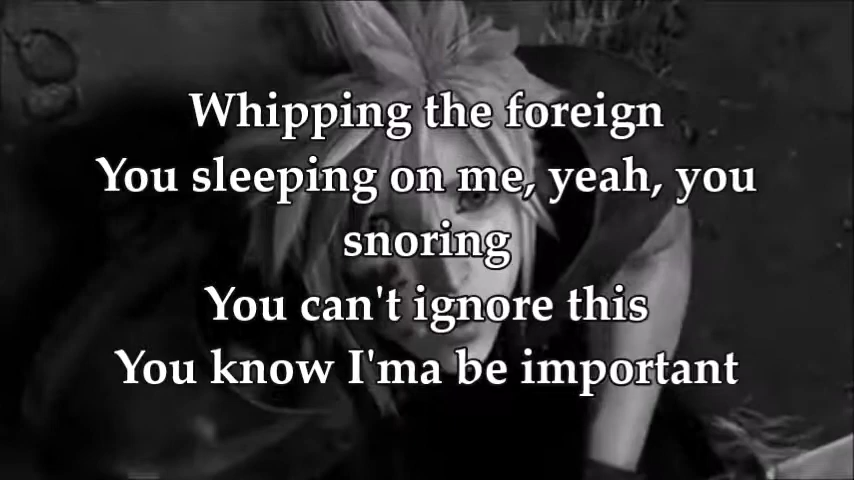 Whipping the foreign
You sleeping on me, yeah, you
snoring
You can't ignore this
You know I'ma be important